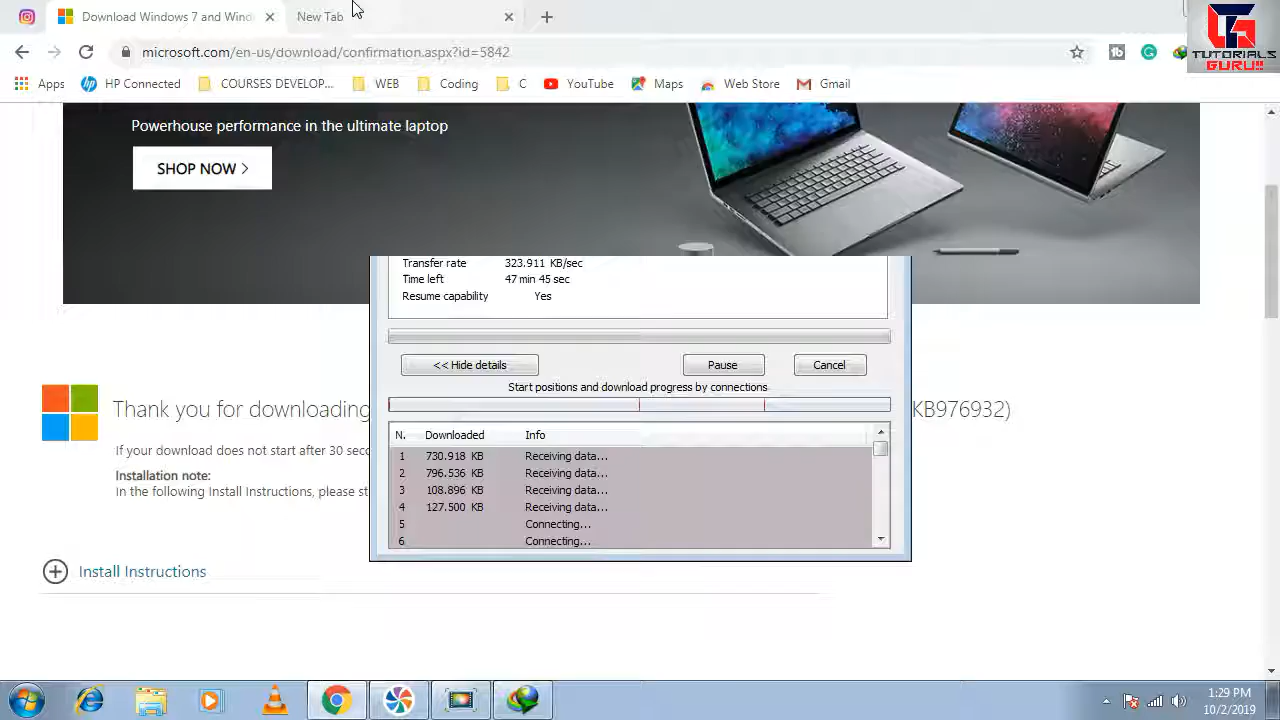 Download Windows 7 and Wind
New Tab
microsoft.com/en-us/download/confirmation.aspx?id=5842
TUTORIALS
GURU!!
Apps
HP Connected
COURSES DEVELOP...
WEB
Coding
C
YouTube
Maps
Web Store
Gmail
Powerhouse performance in the ultimate laptop
SHOP NOW >
Transfer rate 323.911 KB/sec
Time left 47 min 45 sec
Resume capability Yes
<< Hide details
Pause
Cancel
Start positions and download progress by connections
Thank you for downloading
KB976932)
N. Downloaded Info
1 730.918 KB Receiving data...
2 796.536 KB Receiving data...
3 108.896 KB Receiving data...
4 127.500 KB Receiving data...
5 Connecting...
6 Connecting...
If your download does not start after 30 seco
Installation note:
In the following Install Instructions, please st
Install Instructions
1:29 PM
10/2/2019